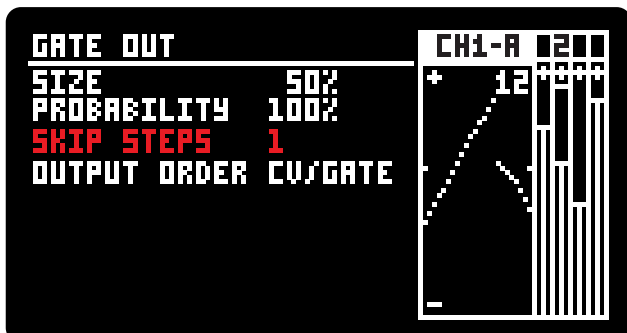 GATE OUT
SIZE 50%
PROBABILITY 100%
SKIP STEPS 1
OUTPUT ORDER CV/GATE
CH1-A 2
+ 12
-